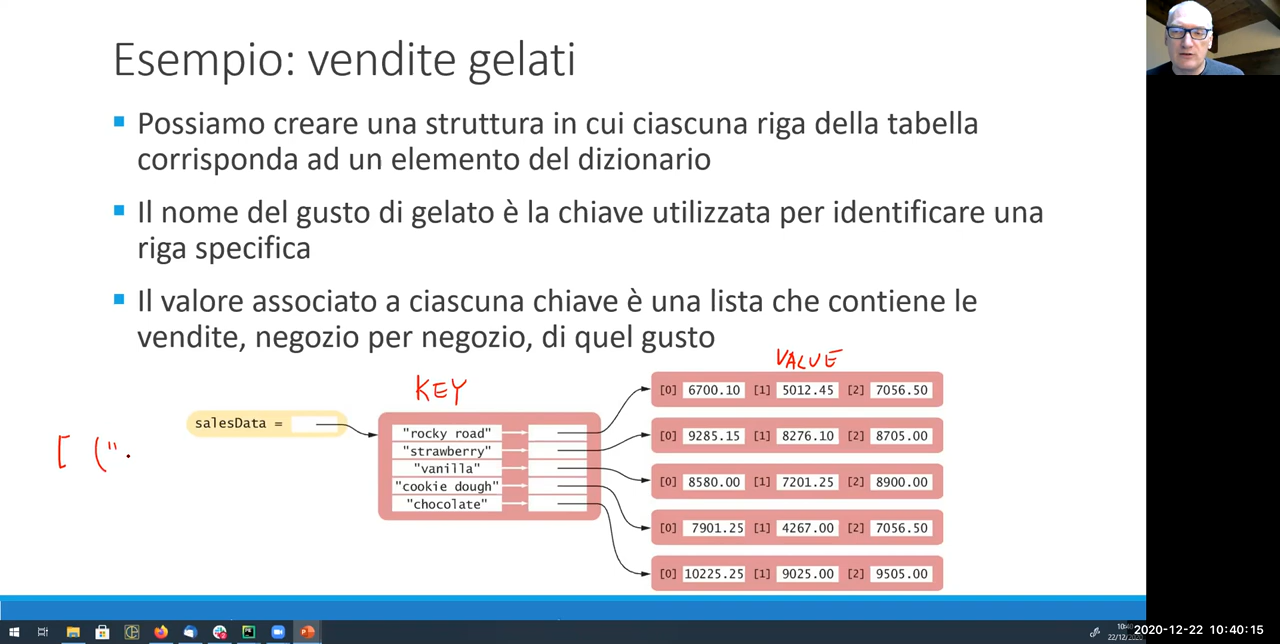 Esempio: vendite gelati
Possiamo creare una struttura in cui ciascuna riga della tabella
corrisponda ad un elemento del dizionario
Il nome del gusto di gelato è la chiave utilizzata per identificare una
riga specifica
Il valore associato a ciascuna chiave è una lista che contiene le
vendite, negozio per negozio, di quel gusto
KEY
VALUE
salesData =
[ ("
"rocky road"
"strawberry"
"vanilla"
"cookie dough"
"chocolate"
[0] 6700.10 [1] 5012.45 [2] 7056.50
[0] 9285.15 [1] 8276.10 [2] 8705.00
[0] 8580.00 [1] 7201.25 [2] 8900.00
[0] 7901.25 [1] 4267.00 [2] 7056.50
[0] 10225.25 [1] 9025.00 [2] 9505.00
2020-12-22 10:40:15